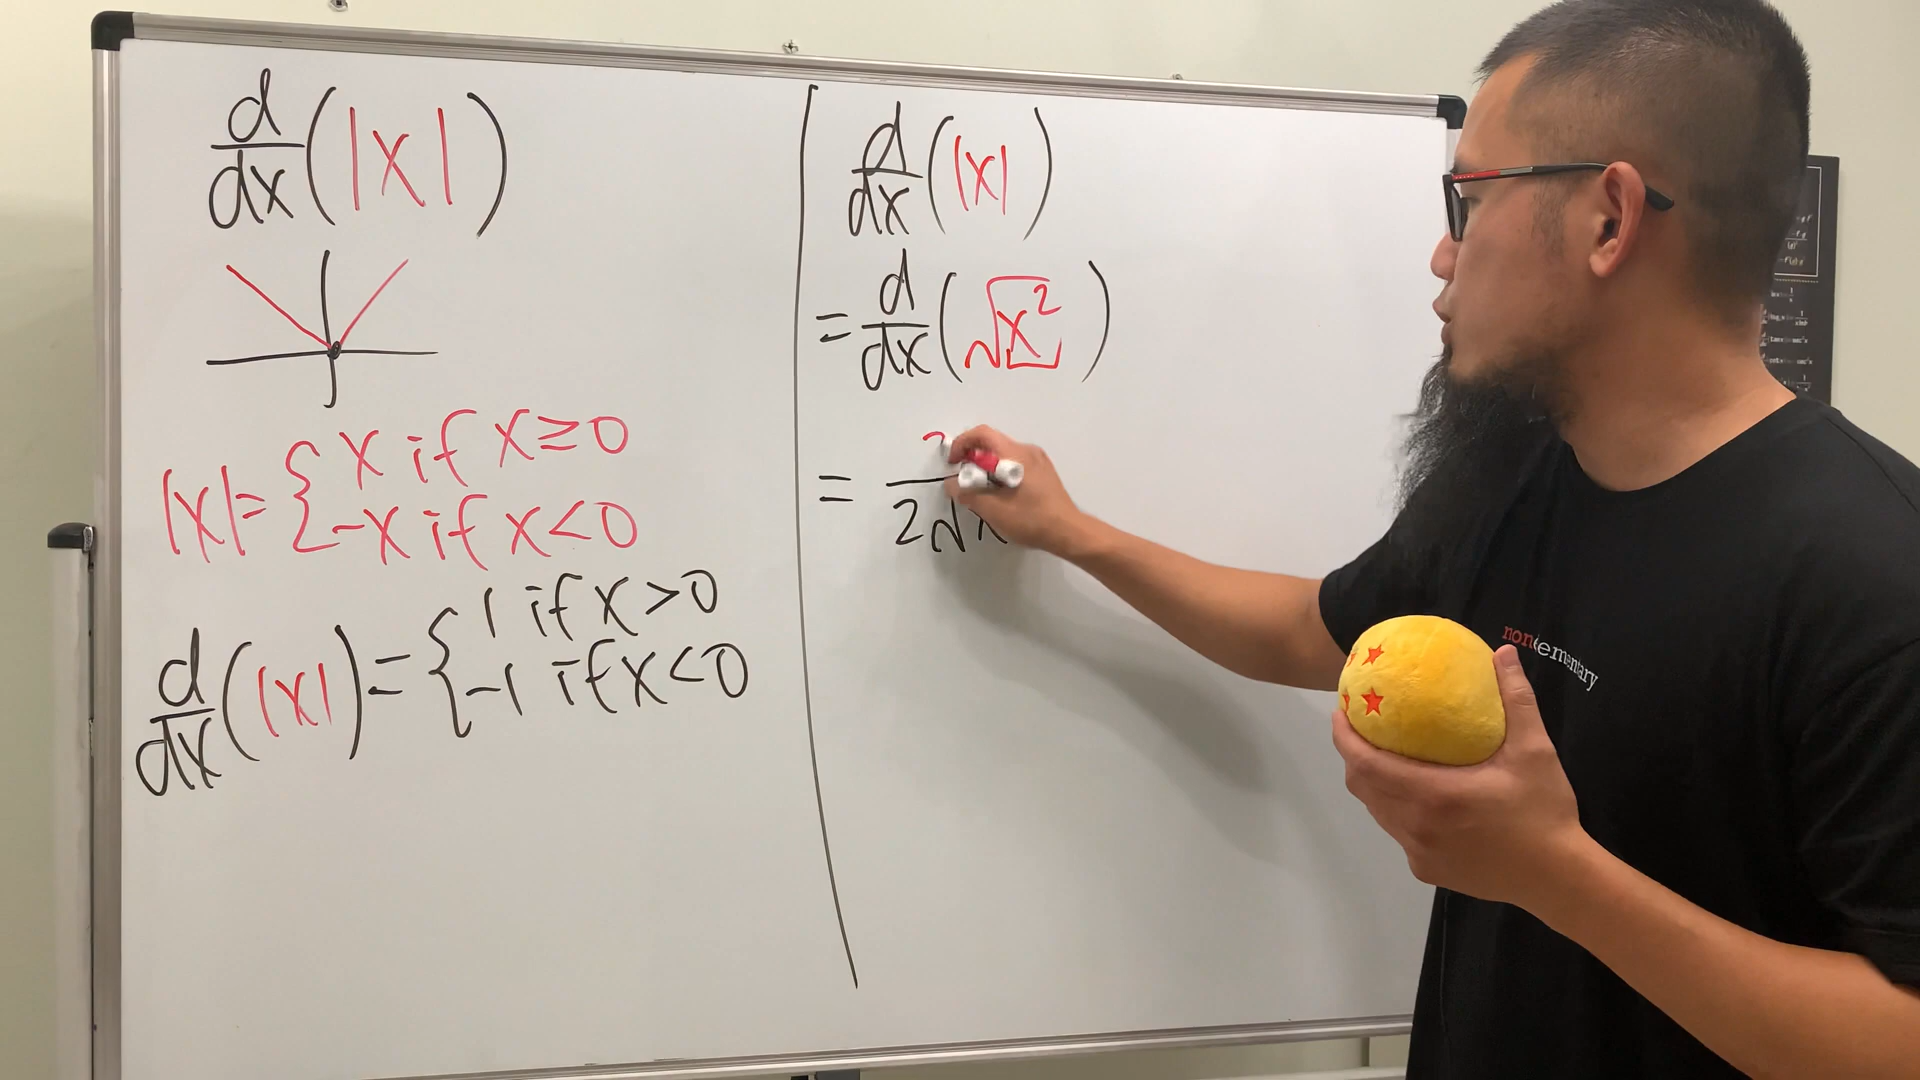 d/dx(|x|)
|x|= { x if x≥0
-x if x<0
d/dx(|x|) = { 1 if x>0
-1 if x<0
d/dx(|x|)
= d/dx(√x²)
= 2/2√x
nonelementary